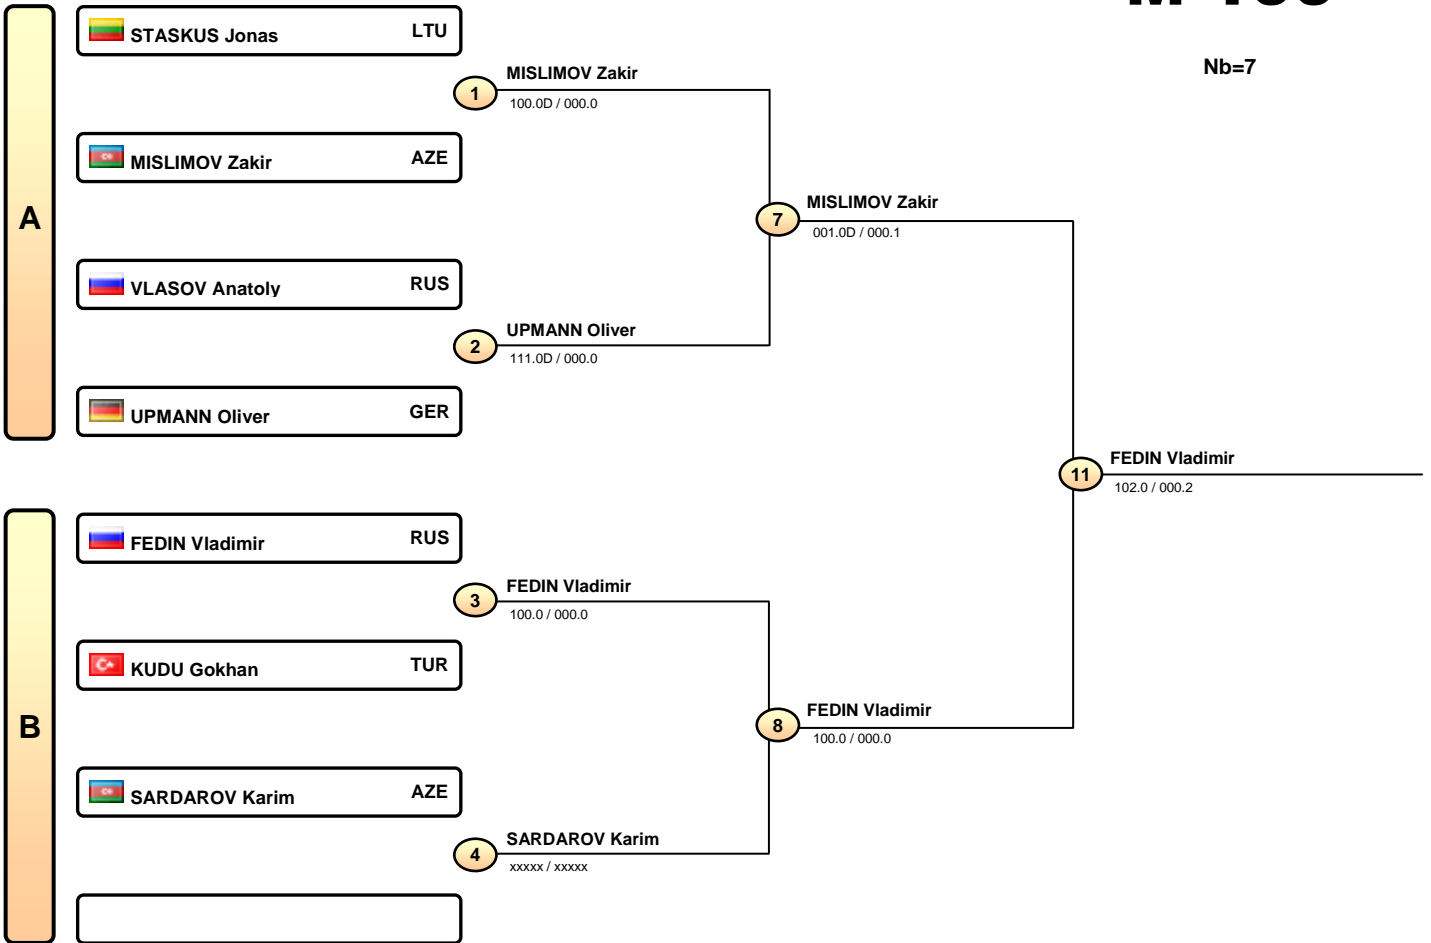 Nb=7
A
STASKUS Jonas LTU
1
MISLIMOV Zakir
100.0D / 000.0
MISLIMOV Zakir AZE
7
MISLIMOV Zakir
001.0D / 000.1
VLASOV Anatoly RUS
2
UPMANN Oliver
111.0D / 000.0
UPMANN Oliver GER
11
FEDIN Vladimir
102.0 / 000.2
B
FEDIN Vladimir RUS
3
FEDIN Vladimir
100.0 / 000.0
KUDU Gokhan TUR
8
FEDIN Vladimir
100.0 / 000.0
SARDAROV Karim AZE
4
SARDAROV Karim
xxxxx / xxxxx